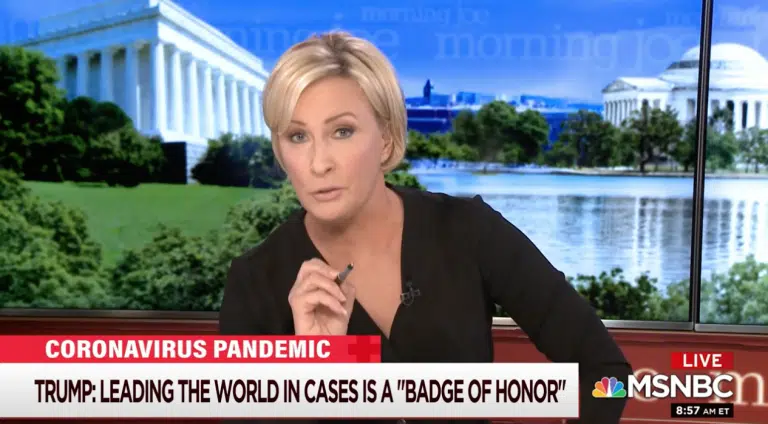 morning joe
CORONAVIRUS PANDEMIC
TRUMP: LEADING THE WORLD IN CASES IS A "BADGE OF HONOR"
LIVE
MSNBC
8:57 AM ET